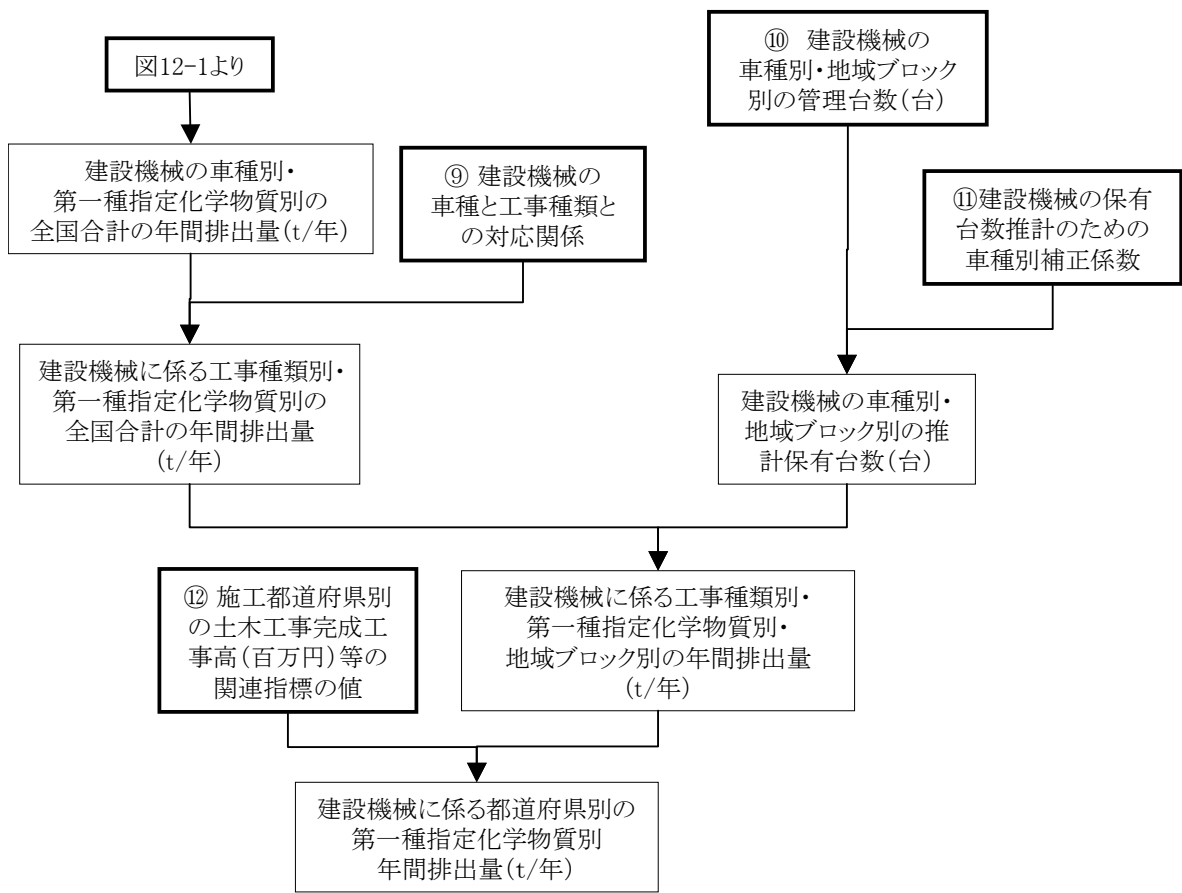 図12-1より
⑩ 建設機械の
車種別・地域ブロック
別の管理台数(台)
建設機械の車種別・
第一種指定化学物質別の
全国合計の年間排出量(t/年)
⑨ 建設機械の
車種と工事種類と
の対応関係
⑪建設機械の保有
台数推計のための
車種別補正係数
建設機械に係る工事種類別・
第一種指定化学物質別の
全国合計の年間排出量
(t/年)
建設機械の車種別・
地域ブロック別の推
計保有台数(台)
⑫ 施工都道府県別
の土木工事完成工
事高(百万円)等の
関連指標の値
建設機械に係る工事種類別・
第一種指定化学物質別・
地域ブロック別の年間排出量
(t/年)
建設機械に係る都道府県別の
第一種指定化学物質別
年間排出量(t/年)